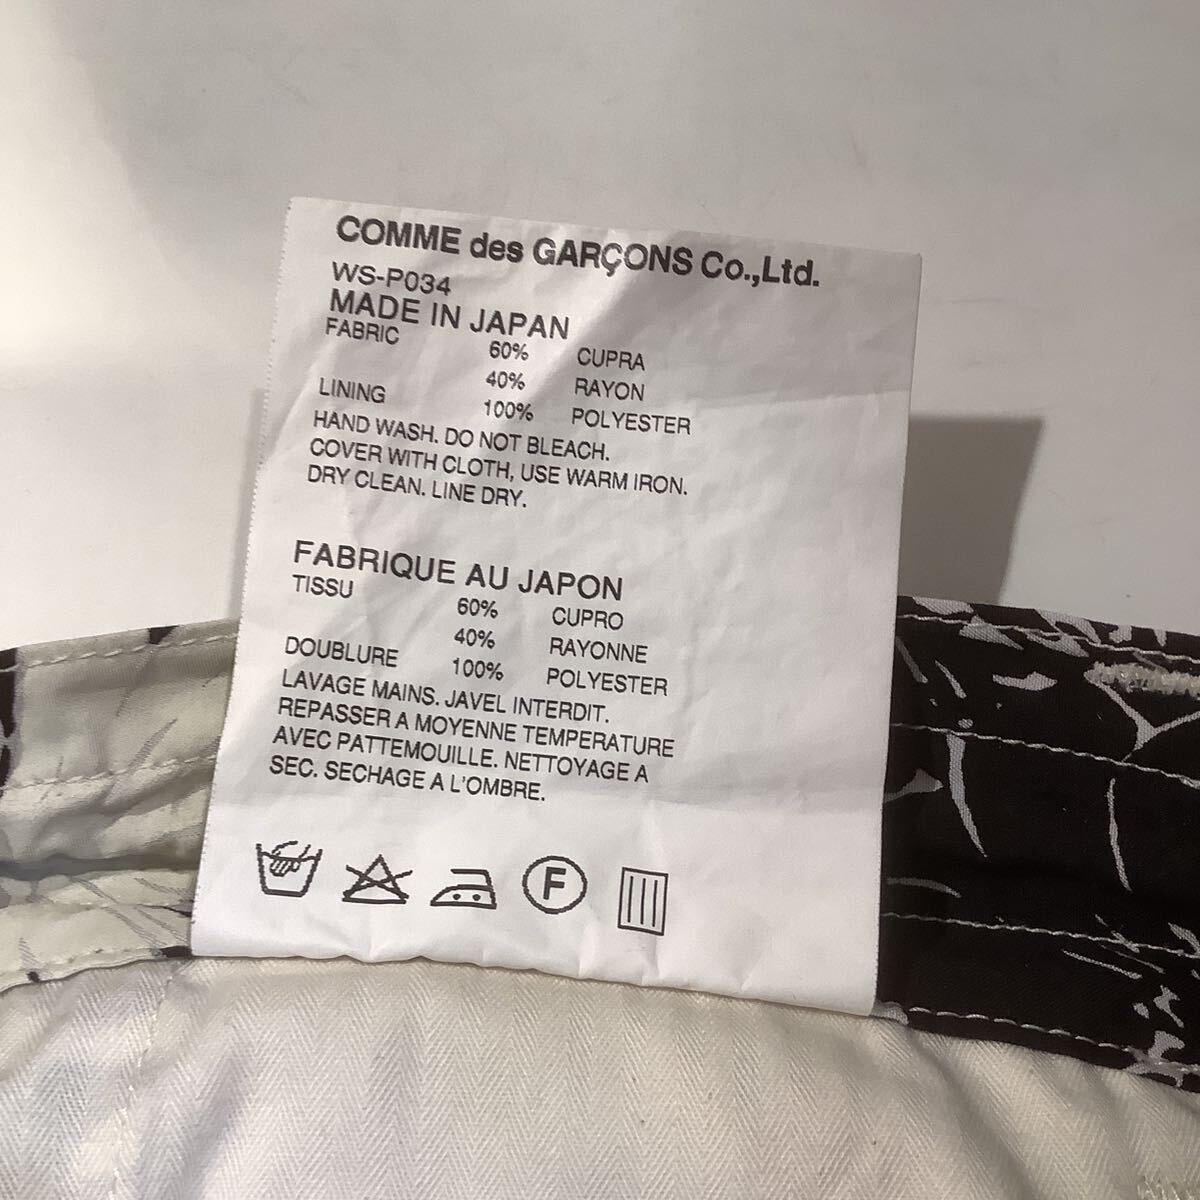 COMME des GARÇONS Co.,Ltd.
WS-P034
MADE IN JAPAN
FABRIC 60% CUPRA
40% RAYON
LINING 100% POLYESTER
HAND WASH. DO NOT BLEACH.
COVER WITH CLOTH, USE WARM IRON.
DRY CLEAN. LINE DRY.
FABRIQUE AU JAPON
TISSU 60% CUPRO
40% RAYONNE
DOUBLURE 100% POLYESTER
LAVAGE MAINS. JAVEL INTERDIT.
REPASSER A MOYENNE TEMPERATURE
AVEC PATTEMOUILLE. NETTOYAGE A
SEC. SECHAGE A L'OMBRE.
F